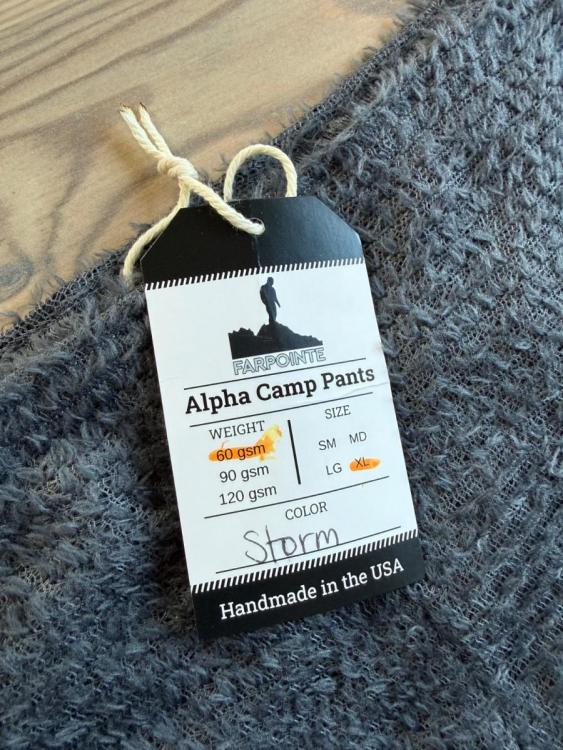 FARPOINTE
Alpha Camp Pants
WEIGHT
60 gsm
90 gsm
120 gsm
SIZE
SM MD
LG XL
COLOR
Storm
Handmade in the USA